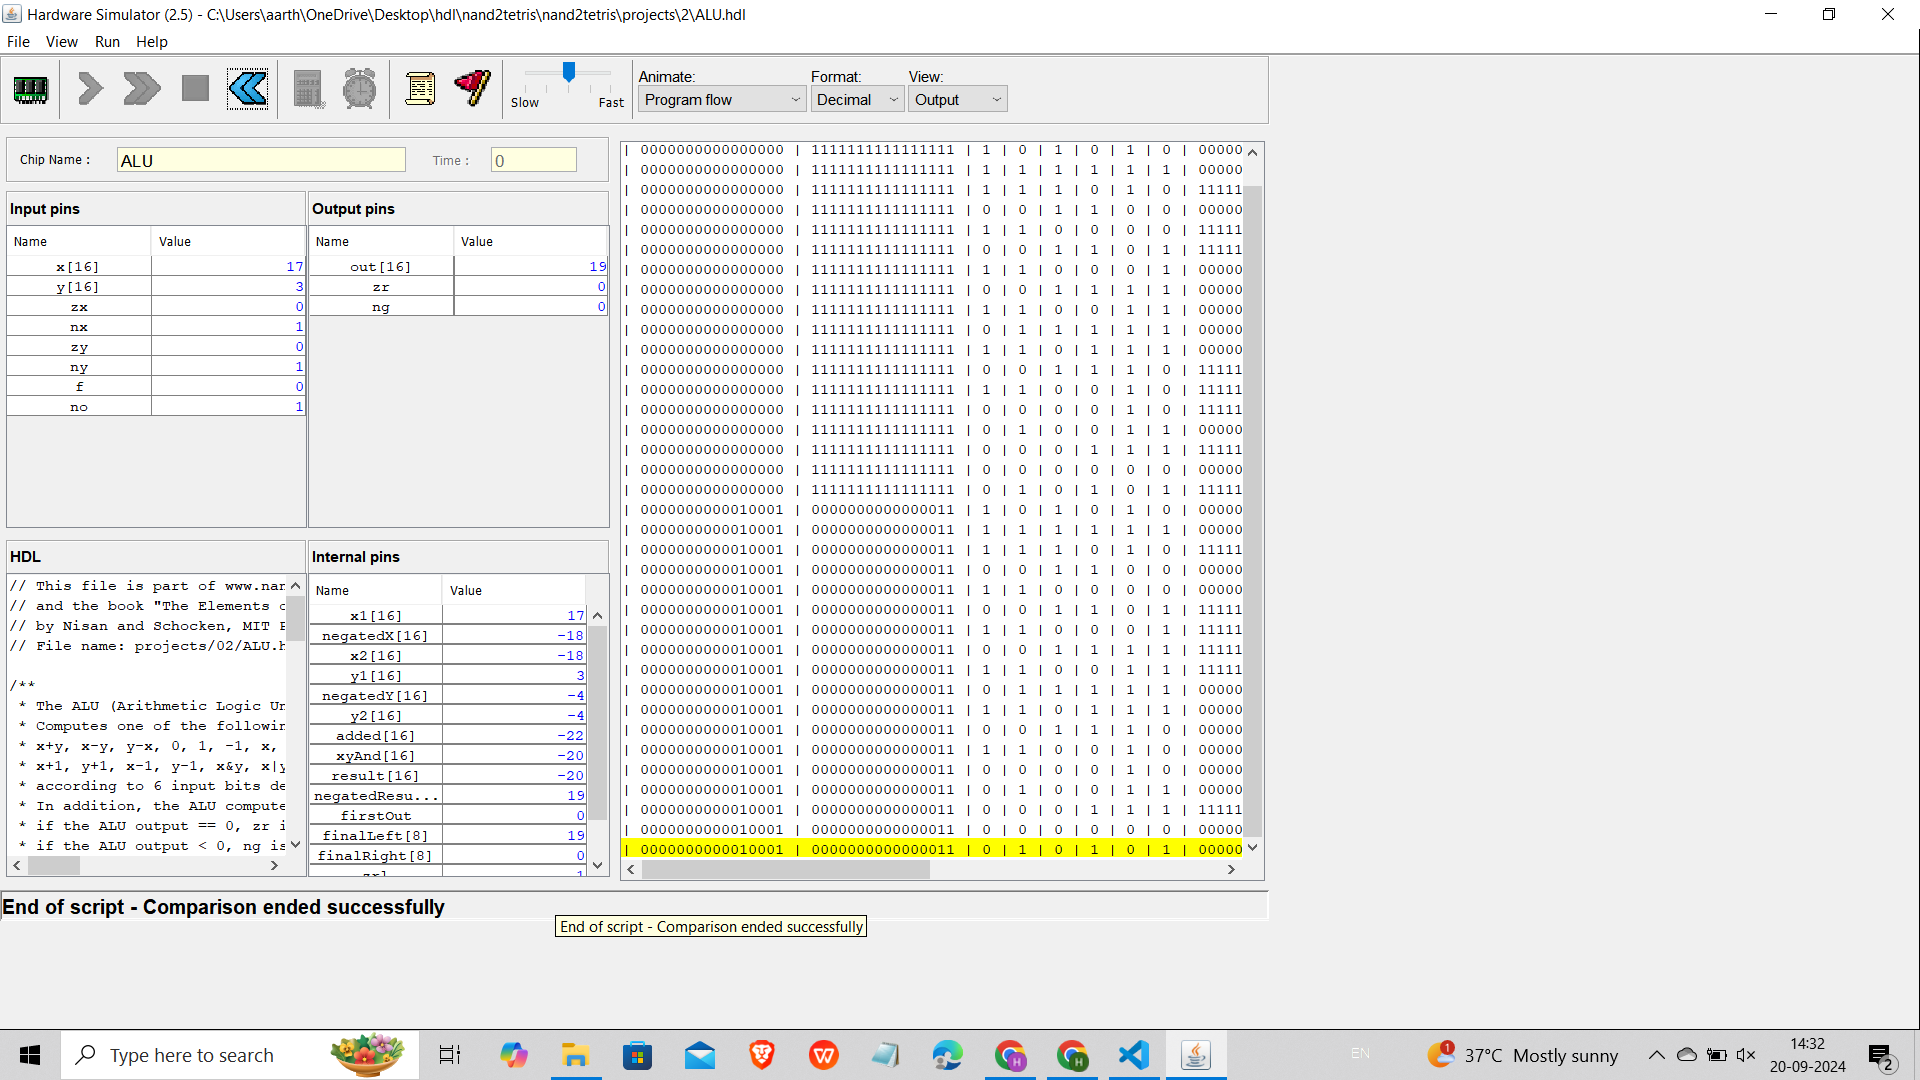 Hardware Simulator (2.5) - C:\Users\aarth\OneDrive\Desktop\hdl\nand2tetris\nand2tetris\projects\2\ALU.hdl
File View Run Help
Slow Fast
Animate: Format: View:
Program flow Decimal Output
Chip Name : ALU Time : 0
Input pins
Name Value
x[16] 17
y[16] 3
zx 0
nx 1
zy 0
ny 1
f 0
no 1
Output pins
Name Value
out[16] 19
zr 0
ng 0
HDL
// This file is part of www.nan
// and the book "The Elements o
// by Nisan and Schocken, MIT P
// File name: projects/02/ALU.h
/**
* The ALU (Arithmetic Logic Un
* Computes one of the followin
* x+y, x-y, y-x, 0, 1, -1, x,
* x+1, y+1, x-1, y-1, x&y, x|y
* according to 6 input bits de
* In addition, the ALU compute
* if the ALU output == 0, zr i
* if the ALU output < 0, ng is
Internal pins
Name Value
x1[16] 17
negatedX[16] -18
x2[16] -18
y1[16] 3
negatedY[16] -4
y2[16] -4
added[16] -22
xyAnd[16] -20
result[16] -20
negatedResu... 19
firstOut 0
finalLeft[8] 19
finalRight[8] 0
| 0000000000000000 | 1111111111111111 | 1 | 0 | 1 | 0 | 1 | 0 | 00000
| 0000000000000000 | 1111111111111111 | 1 | 1 | 1 | 1 | 1 | 1 | 00000
| 0000000000000000 | 1111111111111111 | 1 | 1 | 1 | 0 | 1 | 0 | 11111
| 0000000000000000 | 1111111111111111 | 0 | 0 | 1 | 1 | 0 | 0 | 00000
| 0000000000000000 | 1111111111111111 | 1 | 1 | 0 | 0 | 0 | 0 | 11111
| 0000000000000000 | 1111111111111111 | 0 | 0 | 1 | 1 | 0 | 1 | 11111
| 0000000000000000 | 1111111111111111 | 1 | 1 | 0 | 0 | 0 | 1 | 00000
| 0000000000000000 | 1111111111111111 | 0 | 0 | 1 | 1 | 1 | 1 | 00000
| 0000000000000000 | 1111111111111111 | 1 | 1 | 0 | 0 | 1 | 1 | 00000
| 0000000000000000 | 1111111111111111 | 0 | 1 | 1 | 1 | 1 | 1 | 00000
| 0000000000000000 | 1111111111111111 | 1 | 1 | 0 | 1 | 1 | 1 | 00000
| 0000000000000000 | 1111111111111111 | 0 | 0 | 1 | 1 | 1 | 0 | 11111
| 0000000000000000 | 1111111111111111 | 1 | 1 | 0 | 0 | 1 | 0 | 11111
| 0000000000000000 | 1111111111111111 | 0 | 0 | 0 | 0 | 1 | 0 | 11111
| 0000000000000000 | 1111111111111111 | 0 | 1 | 0 | 0 | 1 | 1 | 00000
| 0000000000000000 | 1111111111111111 | 0 | 0 | 0 | 1 | 1 | 1 | 11111
| 0000000000000000 | 1111111111111111 | 0 | 0 | 0 | 0 | 0 | 0 | 00000
| 0000000000000000 | 1111111111111111 | 0 | 1 | 0 | 1 | 0 | 1 | 11111
| 0000000000010001 | 0000000000000011 | 1 | 0 | 1 | 0 | 1 | 0 | 00000
| 0000000000010001 | 0000000000000011 | 1 | 1 | 1 | 1 | 1 | 1 | 00000
| 0000000000010001 | 0000000000000011 | 1 | 1 | 1 | 0 | 1 | 0 | 11111
| 0000000000010001 | 0000000000000011 | 0 | 0 | 1 | 1 | 0 | 0 | 00000
| 0000000000010001 | 0000000000000011 | 1 | 1 | 0 | 0 | 0 | 0 | 00000
| 0000000000010001 | 0000000000000011 | 0 | 0 | 1 | 1 | 0 | 1 | 11111
| 0000000000010001 | 0000000000000011 | 1 | 1 | 0 | 0 | 0 | 1 | 11111
| 0000000000010001 | 0000000000000011 | 0 | 0 | 1 | 1 | 1 | 1 | 11111
| 0000000000010001 | 0000000000000011 | 1 | 1 | 0 | 0 | 1 | 1 | 11111
| 0000000000010001 | 0000000000000011 | 0 | 1 | 1 | 1 | 1 | 1 | 00000
| 0000000000010001 | 0000000000000011 | 1 | 1 | 0 | 1 | 1 | 1 | 00000
| 0000000000010001 | 0000000000000011 | 0 | 0 | 1 | 1 | 1 | 0 | 00000
| 0000000000010001 | 0000000000000011 | 1 | 1 | 0 | 0 | 1 | 0 | 00000
| 0000000000010001 | 0000000000000011 | 0 | 0 | 0 | 0 | 1 | 0 | 00000
| 0000000000010001 | 0000000000000011 | 0 | 1 | 0 | 0 | 1 | 1 | 00000
| 0000000000010001 | 0000000000000011 | 0 | 0 | 0 | 1 | 1 | 1 | 11111
| 0000000000010001 | 0000000000000011 | 0 | 0 | 0 | 0 | 0 | 0 | 00000
| 0000000000010001 | 0000000000000011 | 0 | 1 | 0 | 1 | 0 | 1 | 00000
End of script - Comparison ended successfully
End of script - Comparison ended successfully
Type here to search
EN
1
37°C Mostly sunny
14:32
20-09-2024
2